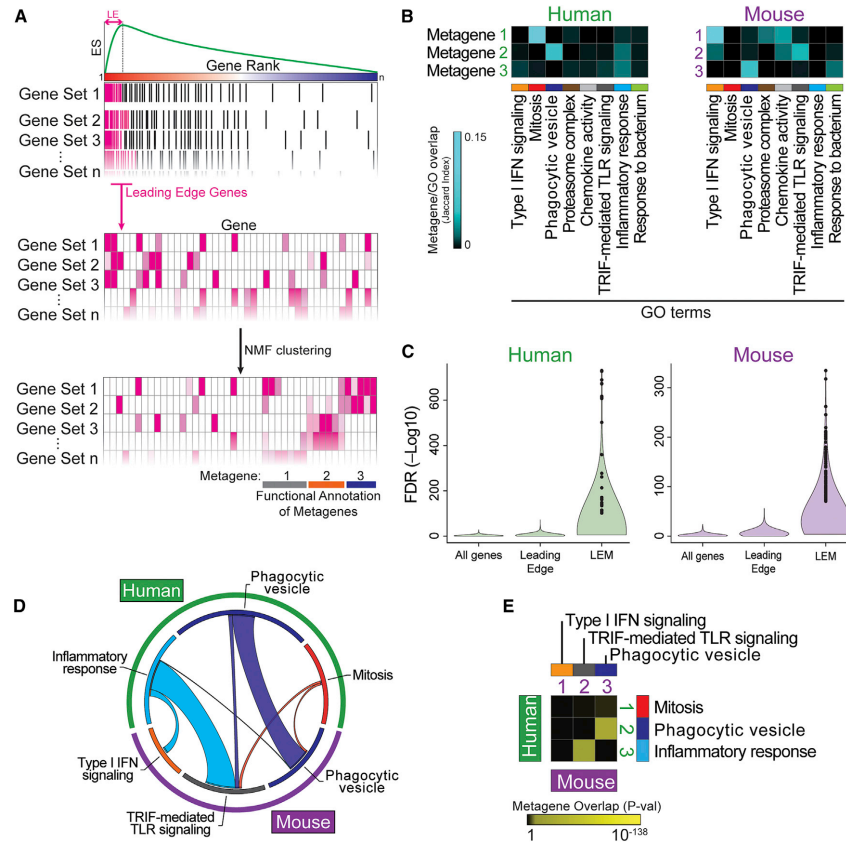 A
LE
ES
Gene Rank
1
n
Gene Set 1
Gene Set 2
Gene Set 3
⋮
Gene Set n
Leading Edge Genes
Gene
Gene Set 1
Gene Set 2
Gene Set 3
⋮
Gene Set n
NMF clustering
Gene Set 1
Gene Set 2
Gene Set 3
⋮
Gene Set n
Metagene: 1 2 3
Functional Annotation
of Metagenes
B
Human
Mouse
Metagene 1
Metagene 2
Metagene 3
1
2
3
Type I IFN signaling
Mitosis
Phagocytic vesicle
Proteasome complex
Chemokine activity
TRIF-mediated TLR signaling
Inflammatory response
Response to bacterium
Type I IFN signaling
Mitosis
Phagocytic vesicle
Proteasome complex
Chemokine activity
TRIF-mediated TLR signaling
Inflammatory response
Response to bacterium
Metagene/GO overlap
(Jaccard Index)
0.15
0
GO terms
C
Human
Mouse
FDR (–Log10)
600
400
200
0
All genes
Leading
Edge
LEM
300
200
100
0
All genes
Leading
Edge
LEM
D
Human
Phagocytic
vesicle
Inflammatory
response
Mitosis
Type I IFN
signaling
Phagocytic
vesicle
TRIF-mediated
TLR signaling
Mouse
E
Type I IFN signaling
TRIF-mediated TLR signaling
Phagocytic vesicle
1 2 3
Human
1 Mitosis
2 Phagocytic vesicle
3 Inflammatory response
Mouse
Metagene Overlap (P-val)
1
10-138